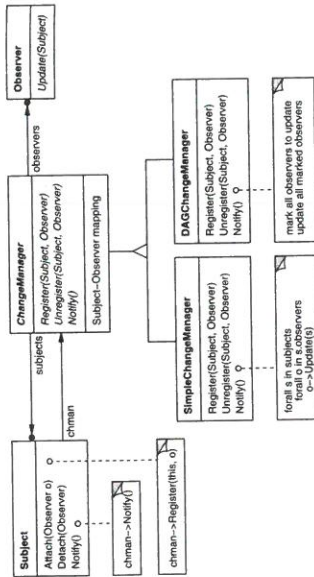 Subject
Attach(Observer o)
Detach(Observer)
Notify()
chman->Notify()
chman->Register(this, o)
subjects
chman
ChangeManager
Register(Subject, Observer)
Unregister(Subject, Observer)
Notify()
Subject-Observer mapping
observers
Observer
Update(Subject)
SimpleChangeManager
Register(Subject, Observer)
Unregister(Subject, Observer)
Notify()
forall s in subjects
forall o in s.observers
o->Update(s)
DAGChangeManager
Register(Subject, Observer)
Unregister(Subject, Observer)
Notify()
mark all observers to update
update all marked observers